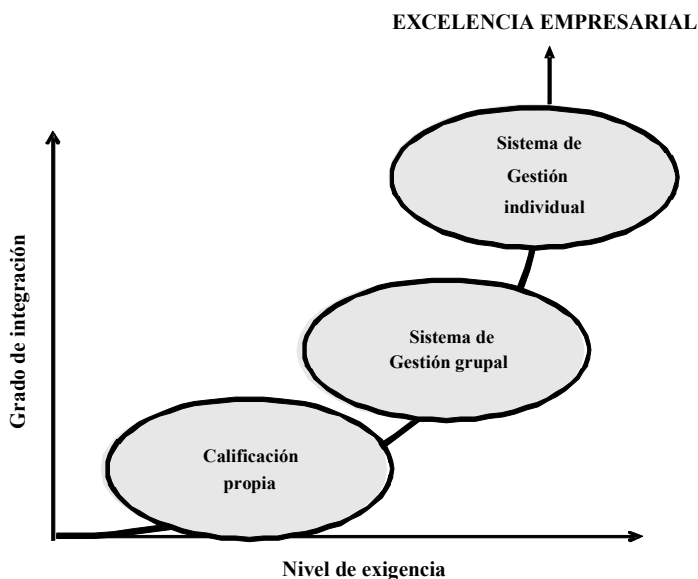 EXCELENCIA EMPRESARIAL
Sistema de
Gestión
individual
Grado de integración
Sistema de
Gestión grupal
Calificación
propia
Nivel de exigencia